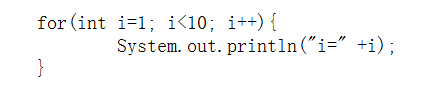 for(int i=1; i<10; i++){
        System.out.println("i=" +i);
}